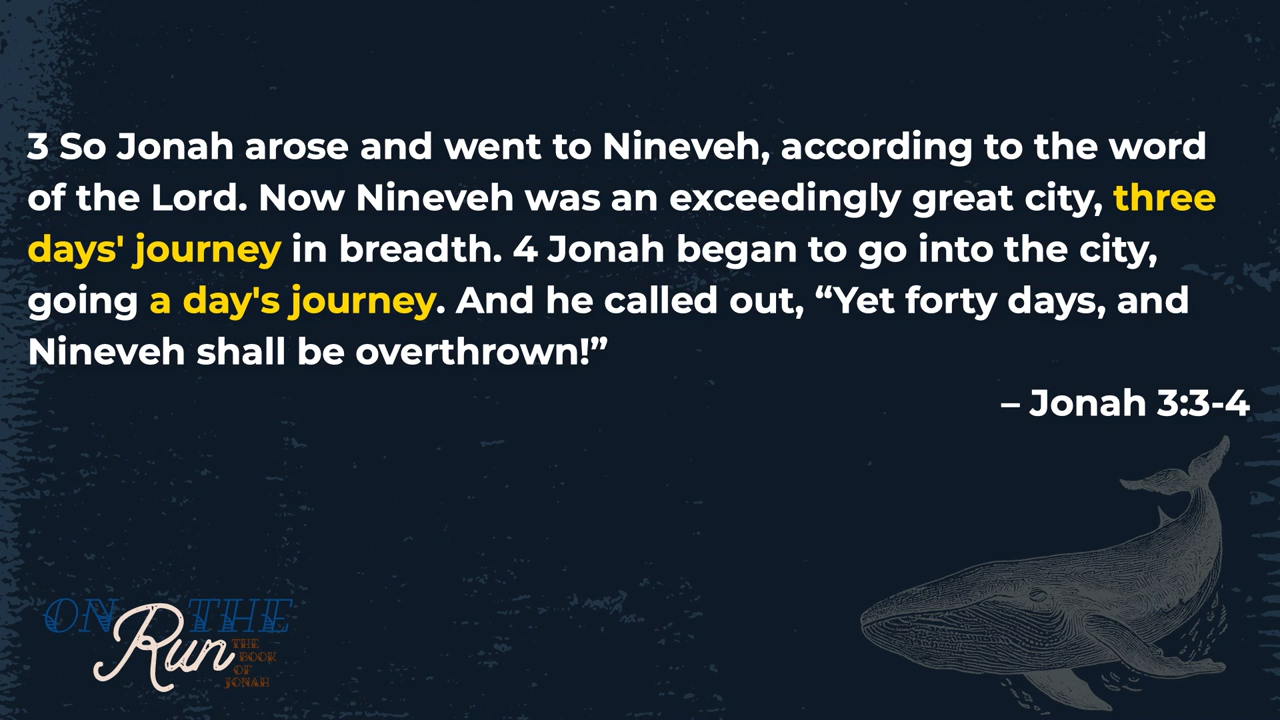 3 So Jonah arose and went to Nineveh, according to the word
of the Lord. Now Nineveh was an exceedingly great city, three
days' journey in breadth. 4 Jonah began to go into the city,
going a day's journey. And he called out, “Yet forty days, and
Nineveh shall be overthrown!”
– Jonah 3:3-4
ON THE
Run
THE
BOOK
OF
JONAH